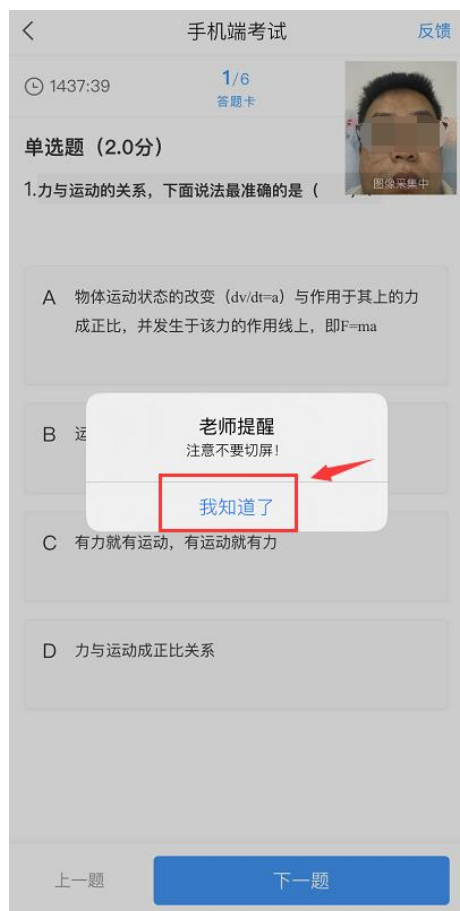 手机端考试
反馈
1437:39
1/6
答题卡
单选题（2.0分）
1.力与运动的关系，下面说法最准确的是（
图像采集中
A 物体运动状态的改变（dv/dt=a）与作用于其上的力
成正比，并发生于该力的作用线上，即F=ma
B 运
老师提醒
注意不要切屏！
我知道了
C 有力就有运动，有运动就有力
D 力与运动成正比关系
上一题
下一题